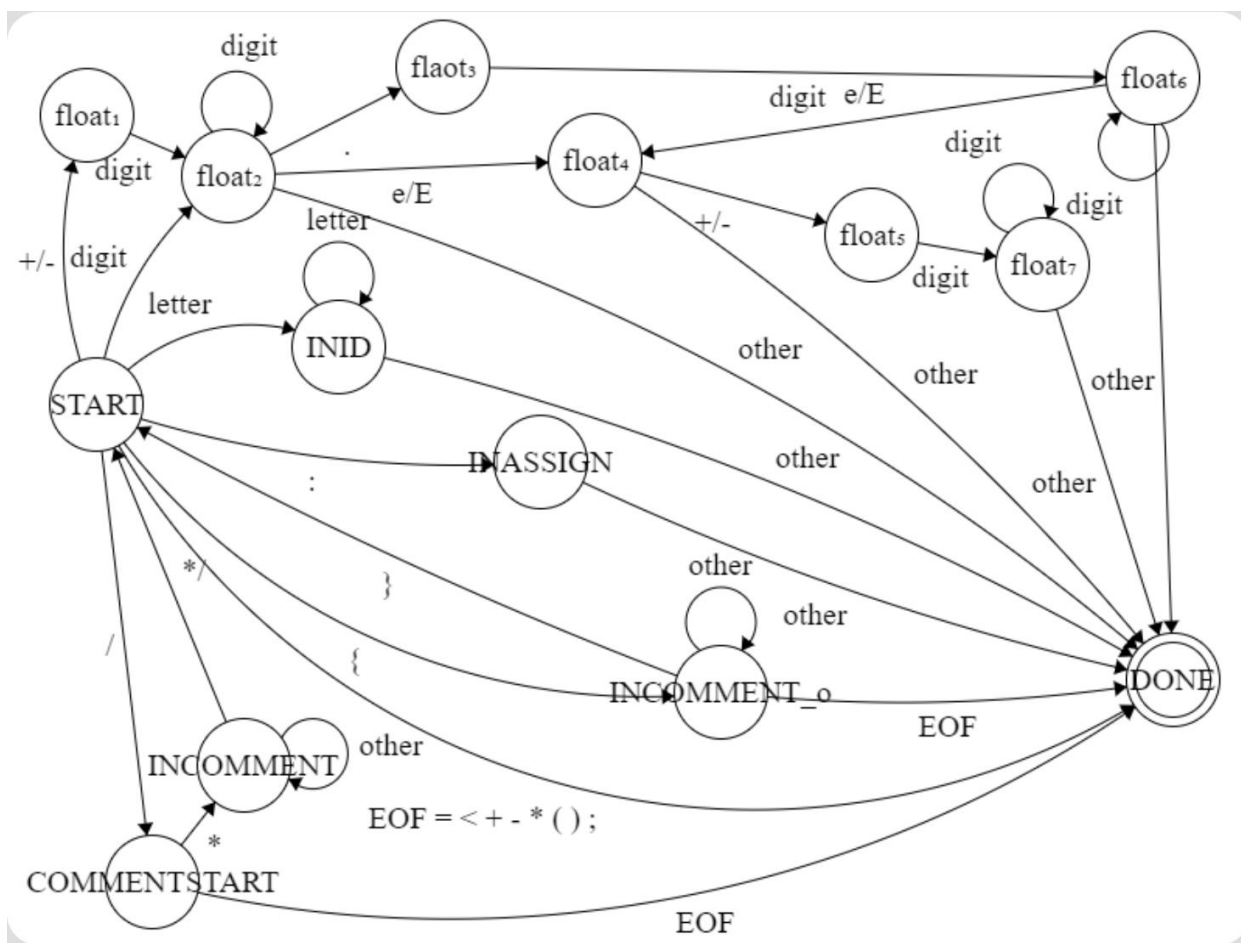 digit
flaot₃
float₆
float₁
digit e/E
digit
.
float₄
digit
float₂
e/E
letter
+/-
digit
float₅
+/- digit
digit
float₇
letter
INID
other
other
other
START
INASSIGN
other
other
:
*/
}
other
other
/
{
INCOMMENT_o
DONE
EOF
INCOMMENT
other
EOF = < + - * ( ) ;
*
COMMENTSTART
EOF